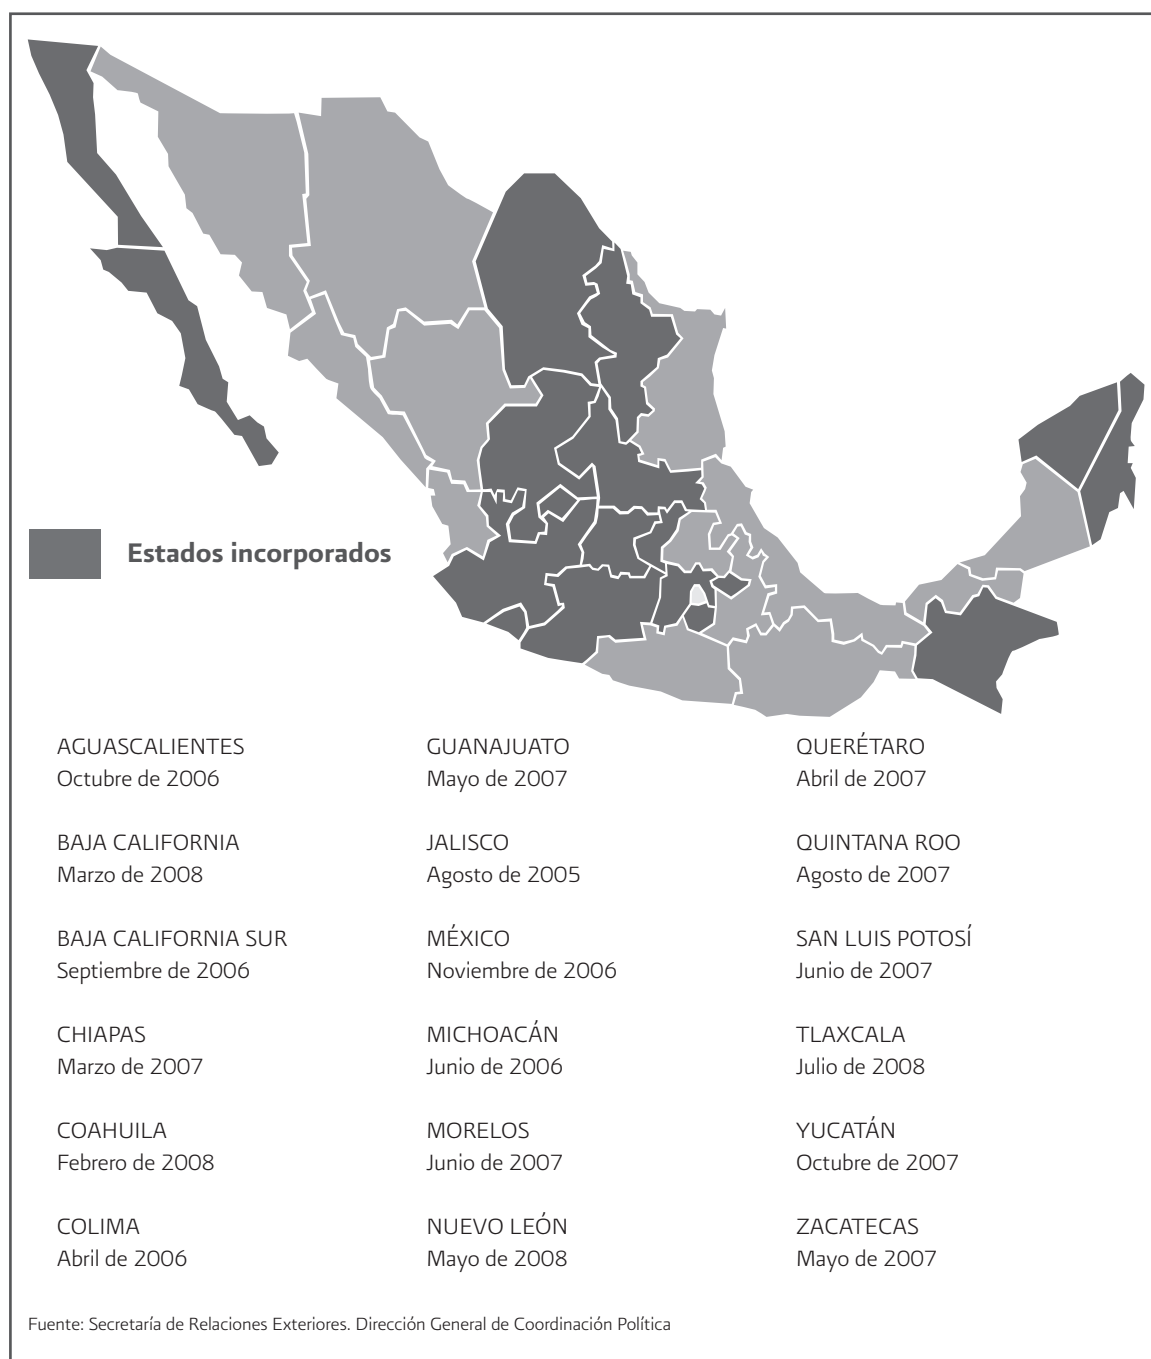 Estados incorporados
AGUASCALIENTES
Octubre de 2006
BAJA CALIFORNIA
Marzo de 2008
BAJA CALIFORNIA SUR
Septiembre de 2006
CHIAPAS
Marzo de 2007
COAHUILA
Febrero de 2008
COLIMA
Abril de 2006
GUANAJUATO
Mayo de 2007
JALISCO
Agosto de 2005
MÉXICO
Noviembre de 2006
MICHOACÁN
Junio de 2006
MORELOS
Junio de 2007
NUEVO LEÓN
Mayo de 2008
QUERÉTARO
Abril de 2007
QUINTANA ROO
Agosto de 2007
SAN LUIS POTOSÍ
Junio de 2007
TLAXCALA
Julio de 2008
YUCATÁN
Octubre de 2007
ZACATECAS
Mayo de 2007
Fuente: Secretaría de Relaciones Exteriores. Dirección General de Coordinación Política